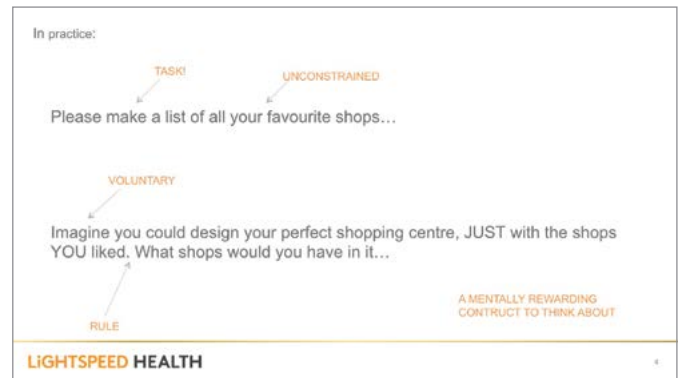 In practice:
TASK!
UNCONSTRAINED
Please make a list of all your favourite shops...
VOLUNTARY
Imagine you could design your perfect shopping centre, JUST with the shops
YOU liked. What shops would you have in it...
A MENTALLY REWARDING
CONTRUCT TO THINK ABOUT
RULE
LiGHTSPEED HEALTH